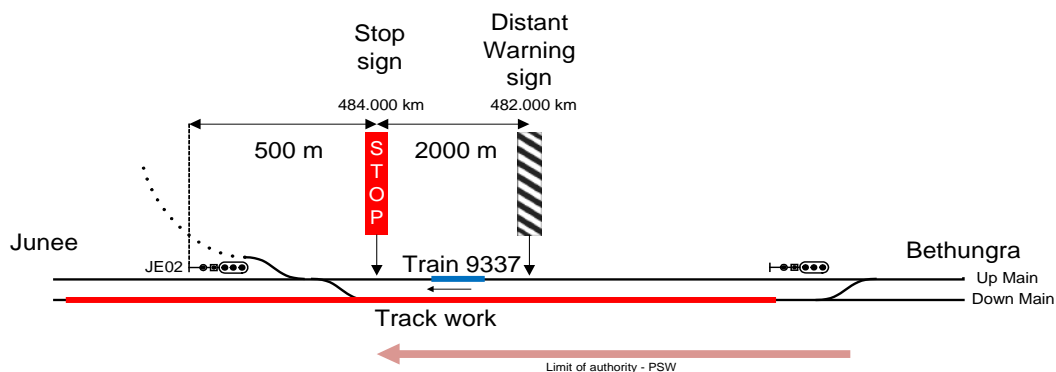 Stop
sign
484.000 km
Distant
Warning
sign
482.000 km
500 m
2000 m
STOP
Junee
JE02
Train 9337
Bethungra
Up Main
Down Main
Track work
Limit of authority - PSW